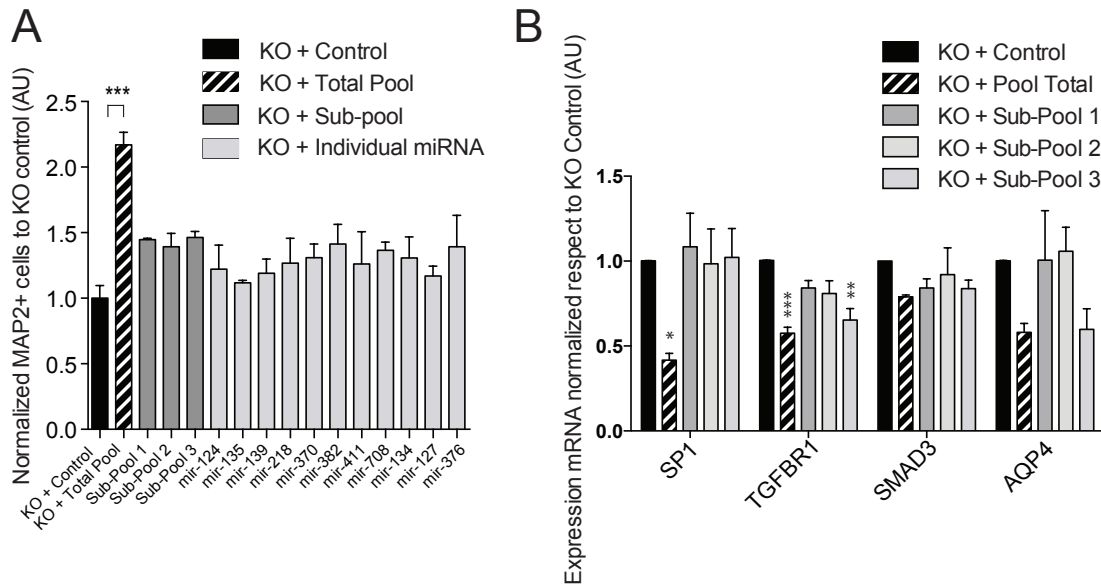 A
Normalized MAP2+ cells to KO control (AU)
KO + Control
KO + Total Pool
KO + Sub-pool
KO + Individual miRNA
***
2.5
2.0
1.5
1.0
0.5
0.0
KO + Control
KO + Total Pool
Sub-Pool 1
Sub-Pool 2
Sub-Pool 3
mir-124
mir-135
mir-139
mir-218
mir-370
mir-382
mir-411
mir-708
mir-134
mir-127
mir-376
B
Expression mRNA normalized respect to KO Control (AU)
KO + Control
KO + Pool Total
KO + Sub-Pool 1
KO + Sub-Pool 2
KO + Sub-Pool 3
1.5
1.0
0.5
0.0
*
***
**
SP1
TGFBR1
SMAD3
AQP4